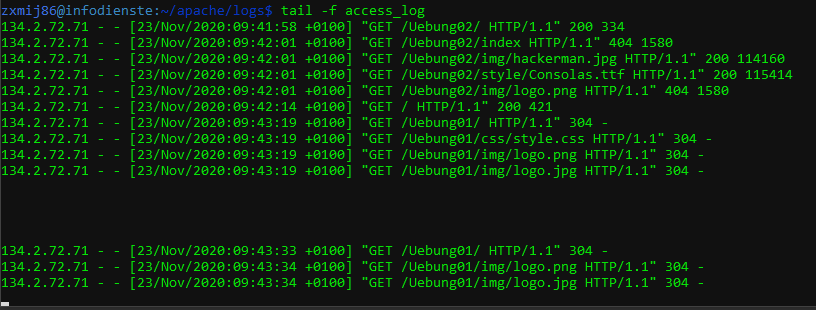 zxmij86@infodienste:~/apache/logs$ tail -f access_log
134.2.72.71 - - [23/Nov/2020:09:41:58 +0100] "GET /Uebung02/ HTTP/1.1" 200 334
134.2.72.71 - - [23/Nov/2020:09:42:01 +0100] "GET /Uebung02/index HTTP/1.1" 404 1580
134.2.72.71 - - [23/Nov/2020:09:42:01 +0100] "GET /Uebung02/img/hackerman.jpg HTTP/1.1" 200 114160
134.2.72.71 - - [23/Nov/2020:09:42:01 +0100] "GET /Uebung02/style/Consolas.ttf HTTP/1.1" 200 115414
134.2.72.71 - - [23/Nov/2020:09:42:01 +0100] "GET /Uebung02/img/logo.png HTTP/1.1" 404 1580
134.2.72.71 - - [23/Nov/2020:09:42:14 +0100] "GET / HTTP/1.1" 200 421
134.2.72.71 - - [23/Nov/2020:09:43:19 +0100] "GET /Uebung01/ HTTP/1.1" 304 -
134.2.72.71 - - [23/Nov/2020:09:43:19 +0100] "GET /Uebung01/css/style.css HTTP/1.1" 304 -
134.2.72.71 - - [23/Nov/2020:09:43:19 +0100] "GET /Uebung01/img/logo.png HTTP/1.1" 304 -
134.2.72.71 - - [23/Nov/2020:09:43:19 +0100] "GET /Uebung01/img/logo.jpg HTTP/1.1" 304 -
134.2.72.71 - - [23/Nov/2020:09:43:33 +0100] "GET /Uebung01/ HTTP/1.1" 304 -
134.2.72.71 - - [23/Nov/2020:09:43:34 +0100] "GET /Uebung01/img/logo.png HTTP/1.1" 304 -
134.2.72.71 - - [23/Nov/2020:09:43:34 +0100] "GET /Uebung01/img/logo.jpg HTTP/1.1" 304 -